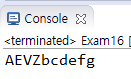 Console
<terminated> Exam16 [
AEVZbcdefg